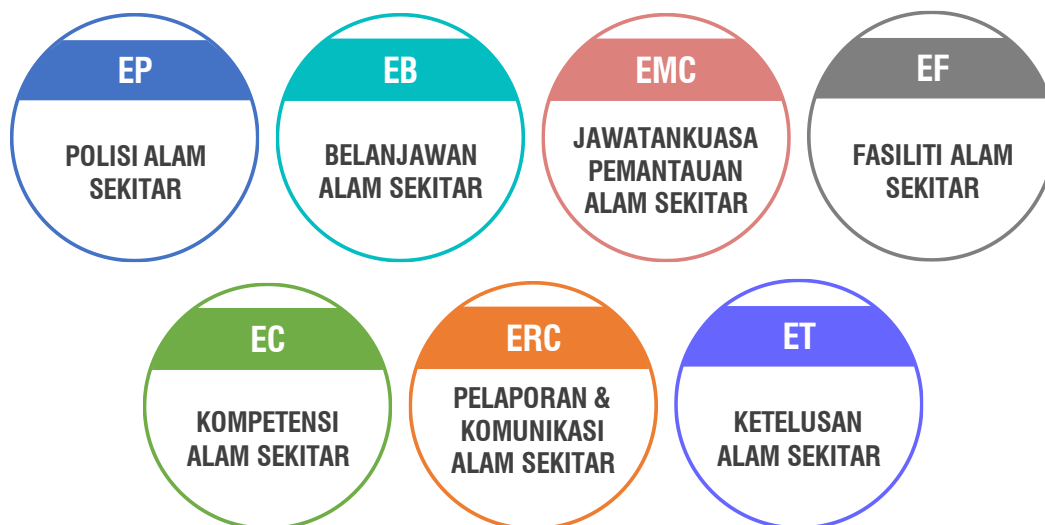 EP
POLISI ALAM
SEKITAR
EB
BELANJAWAN
ALAM SEKITAR
EMC
JAWATANKUASA
PEMANTAUAN
ALAM SEKITAR
EF
FASILITI ALAM
SEKITAR
EC
KOMPETENSI
ALAM SEKITAR
ERC
PELAPORAN &
KOMUNIKASI
ALAM SEKITAR
ET
KETELUSAN
ALAM SEKITAR